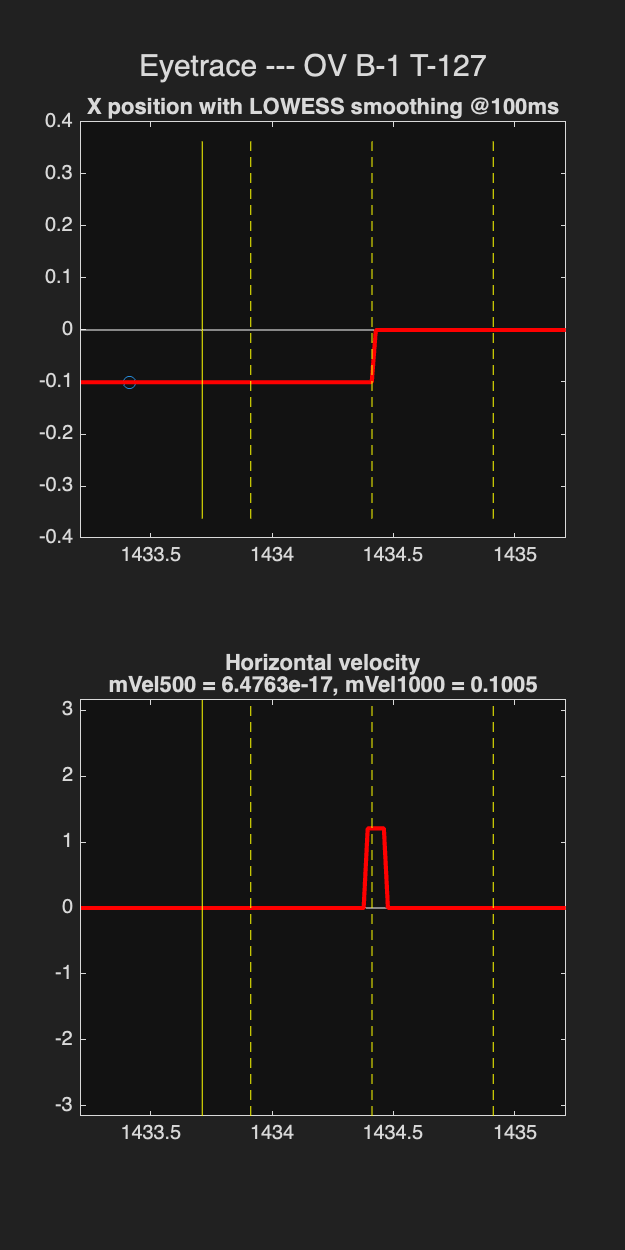 Eyetrace --- OV B-1 T-127
X position with LOWESS smoothing @100ms
0.4
0.3
0.2
0.1
0
-0.1
-0.2
-0.3
-0.4
1433.5 1434 1434.5 1435
Horizontal velocity
mVel500 = 6.4763e-17, mVel1000 = 0.1005
3
2
1
0
-1
-2
-3
1433.5 1434 1434.5 1435